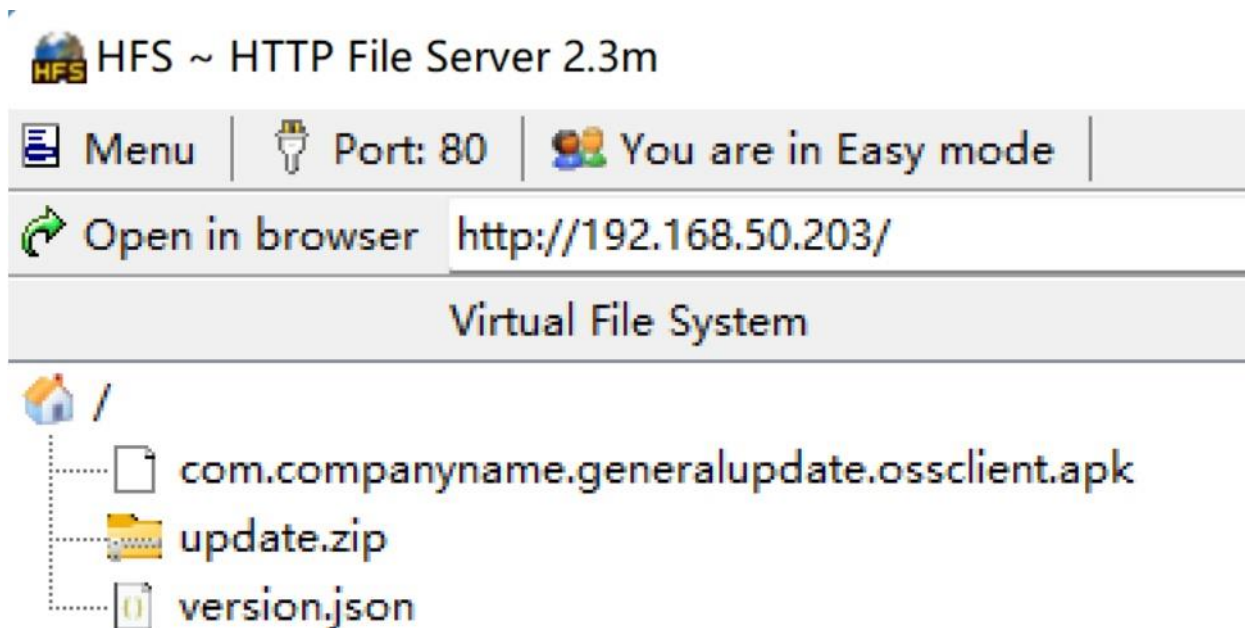 HFS ~ HTTP File Server 2.3m
Menu Port: 80 You are in Easy mode
Open in browser http://192.168.50.203/
Virtual File System
/
com.companyname.generalupdate.ossclient.apk
update.zip
version.json